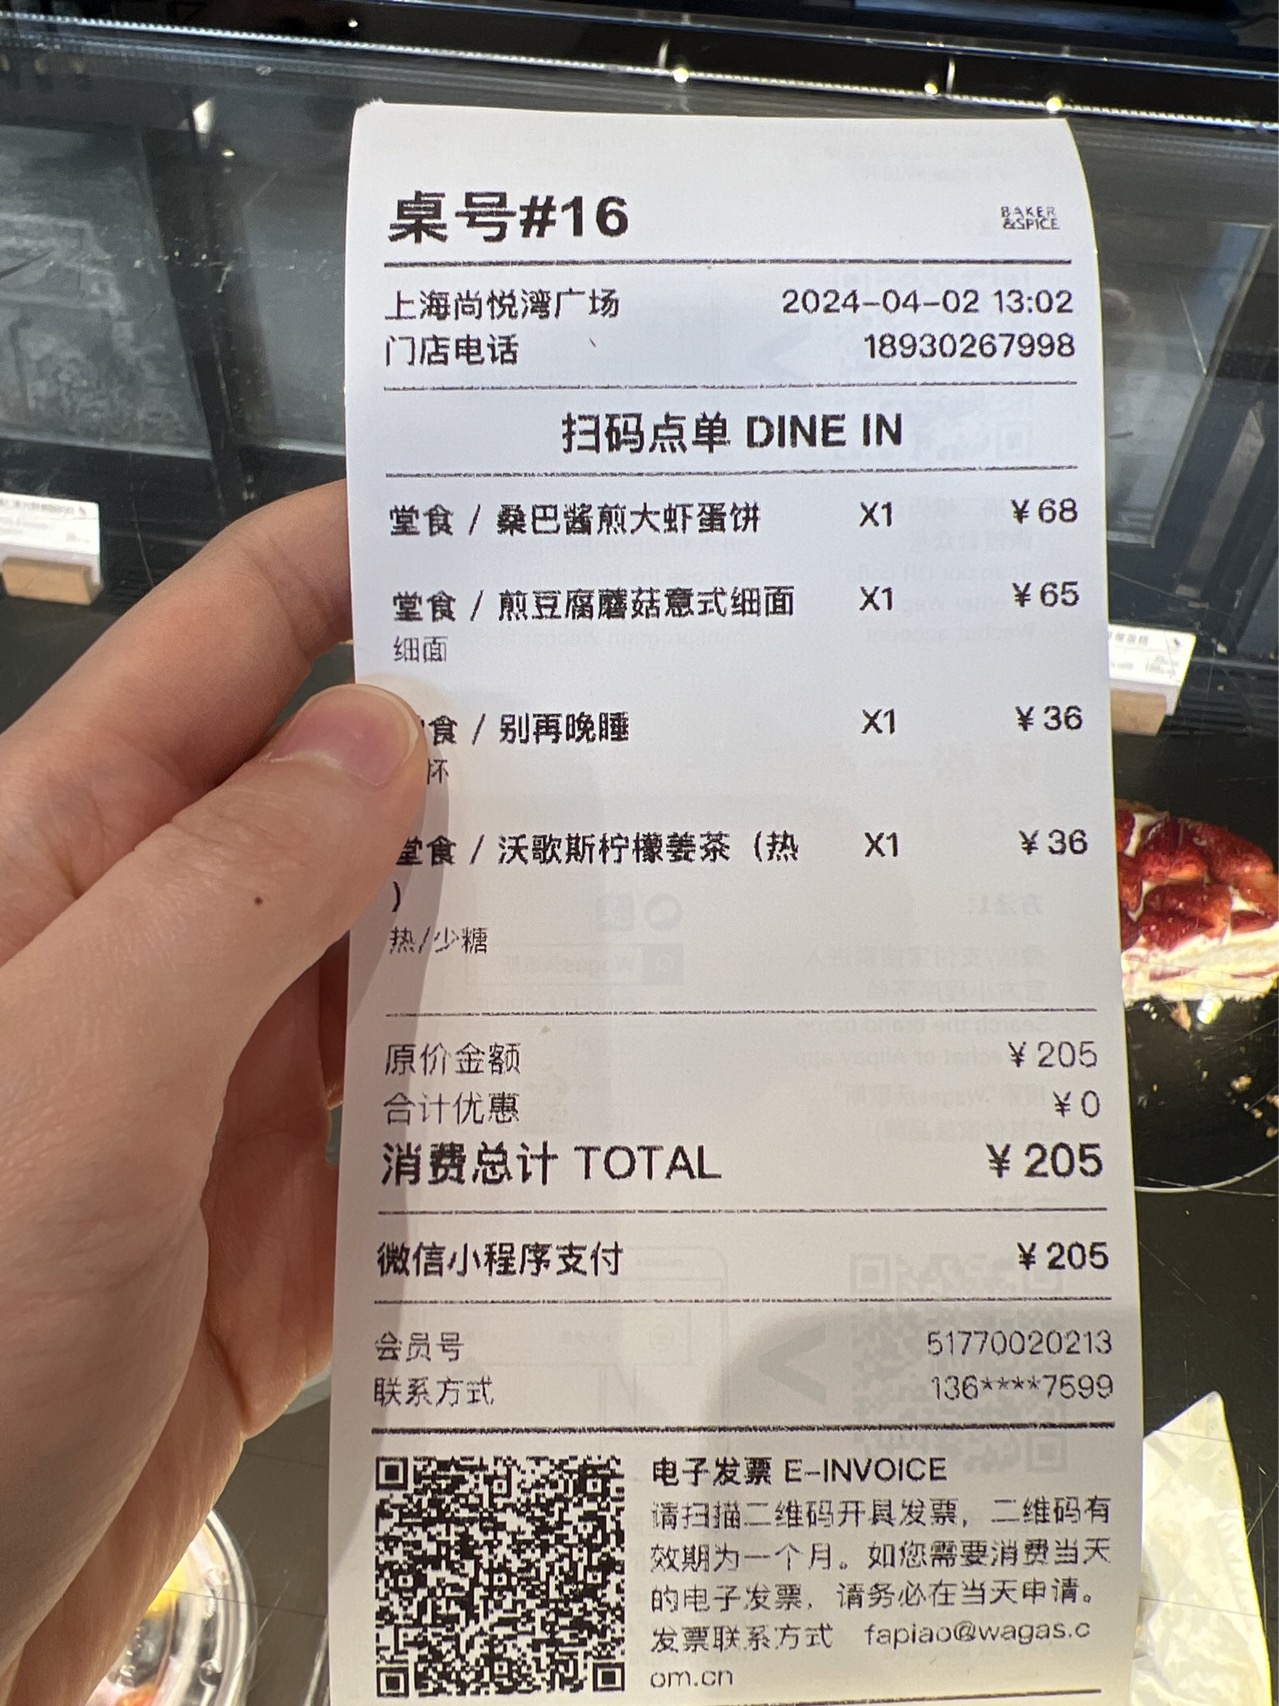 桌号#16
BAKER
&SPICE
上海尚悦湾广场 2024-04-02 13:02
门店电话 18930267998
扫码点单 DINE IN
堂食 / 桑巴酱煎大虾蛋饼 X1 ¥68
堂食 / 煎豆腐蘑菇意式细面 X1 ¥65
细面
食 / 别再晚睡 X1 ¥36
杯
堂食 / 沃歌斯柠檬姜茶（热 X1 ¥36
）
热/少糖
原价金额 ¥205
合计优惠 ¥0
消费总计 TOTAL ¥205
微信小程序支付 ¥205
会员号 51770020213
联系方式 136****7599
电子发票 E-INVOICE
请扫描二维码开具发票，二维码有
效期为一个月。如您需要消费当天
的电子发票，请务必在当天申请。
发票联系方式 fapiao@wagas.c
om.cn